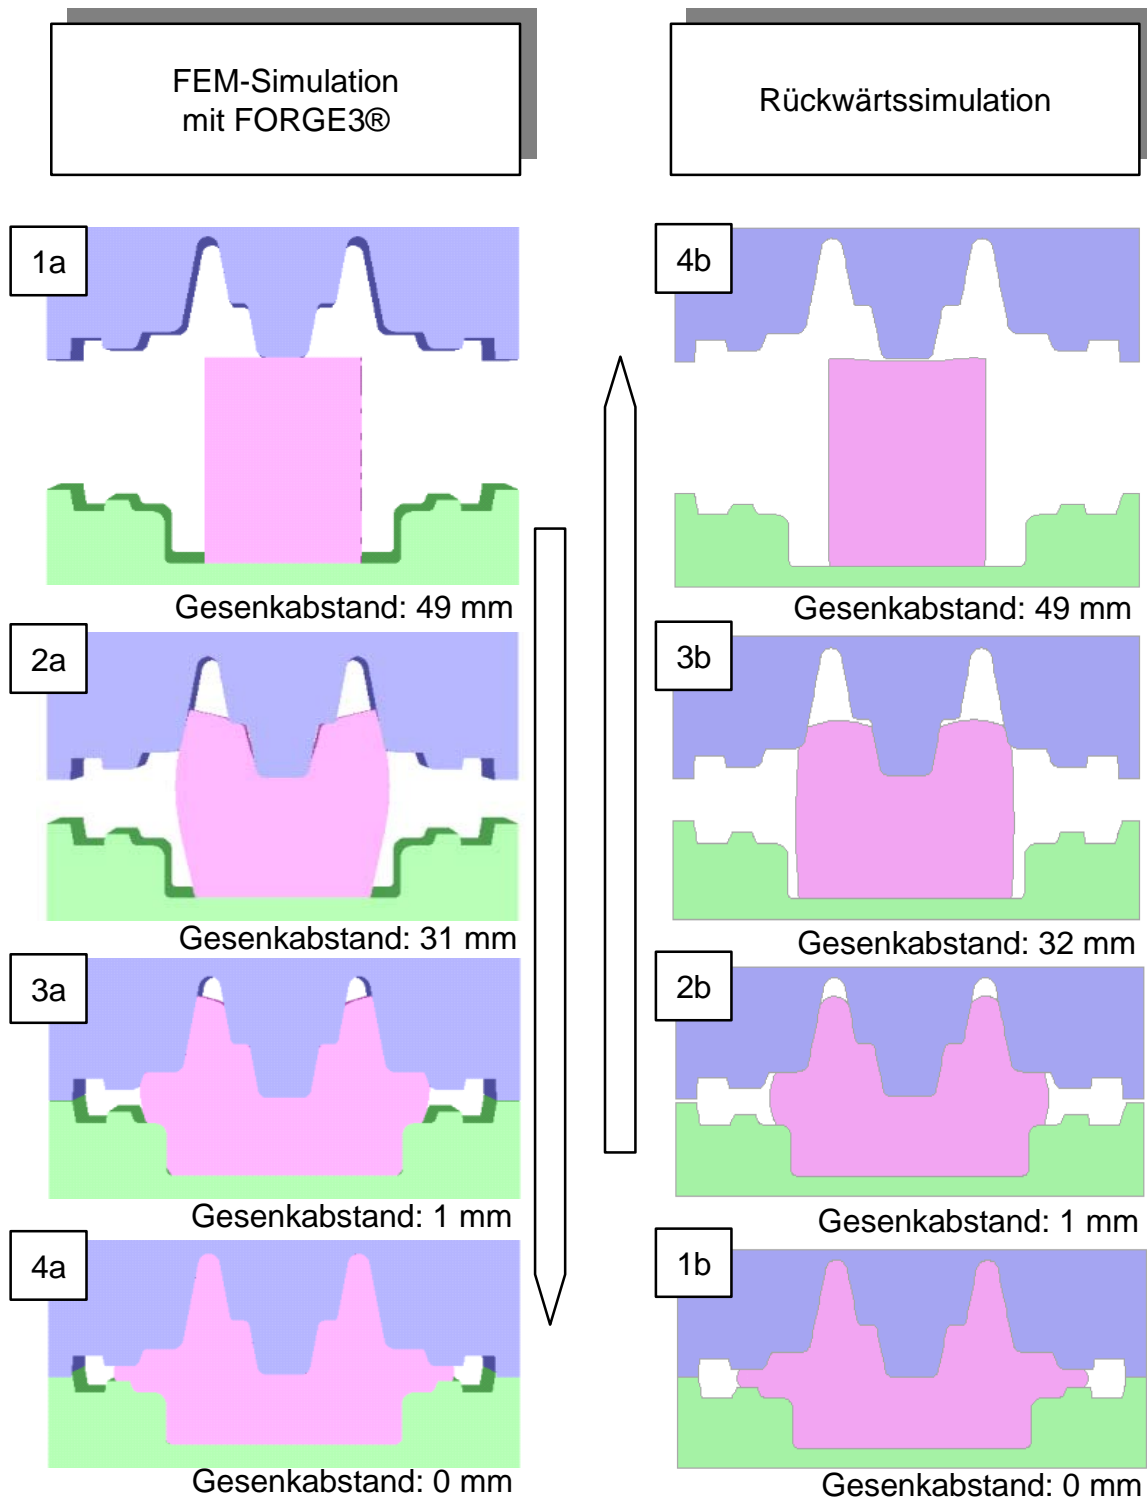 FEM-Simulation
mit FORGE3®
Rückwärtssimulation
1a
4b
Gesenkabstand: 49 mm
Gesenkabstand: 49 mm
2a
3b
Gesenkabstand: 31 mm
Gesenkabstand: 32 mm
3a
2b
Gesenkabstand: 1 mm
Gesenkabstand: 1 mm
4a
1b
Gesenkabstand: 0 mm
Gesenkabstand: 0 mm